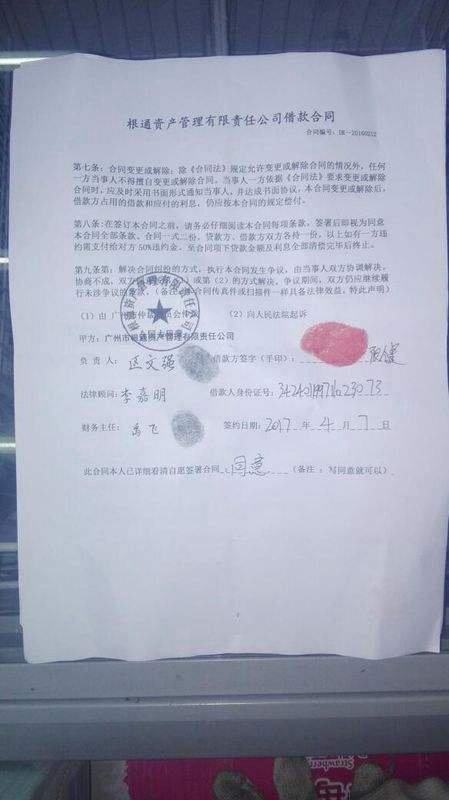 根通资产管理有限责任公司借款合同
合同编号：DK--20160212
第七条：合同变更或解除：除《合同法》规定允许变更或解除合同的情况外，任何
一方当事人不得擅自变更或解除合同。当事人一方依据《合同法》要求变更或解除
合同时，应及时采用书面形式通知当事人，并达成书面协议，本合同变更或解除后，
借款方占用的借款和应付的利息，仍应按本合同的规定偿付。
第八条：在签订本合同之前，请务必仔细阅读本合同每项条款，签署后即视为同意
本合同全部条款。合同一式二份，贷款方、借款方双方各持一份，以上如有一方违
约需支付给对方 50%违约金。至合同项下贷款金额及利息全部清偿完毕后终止。
第九条第：解决合同纠纷的方式，执行本合同发生争议，由当事人双方协调解决，
协商不成，双方 或第（2）的方式解决。争议期间，双方仍应继续履
行未涉争议的条款，（备注： 合同传真件或扫描件一样具备法律效益，特此声明）
（1）由广州 仲 （2）向人民法院起诉
甲方：广州市根通资产管理有限责任公司
负 责 人： 区文强 借款方签字（手印）：
法律顾问：李嘉明 借款人身份证号：
财务主任： 岳飞 签约日期：2017 年 4 月 7 日
此合同本人已详细看清自愿签署合同：同意（备注：写同意就可以）
Strawberr